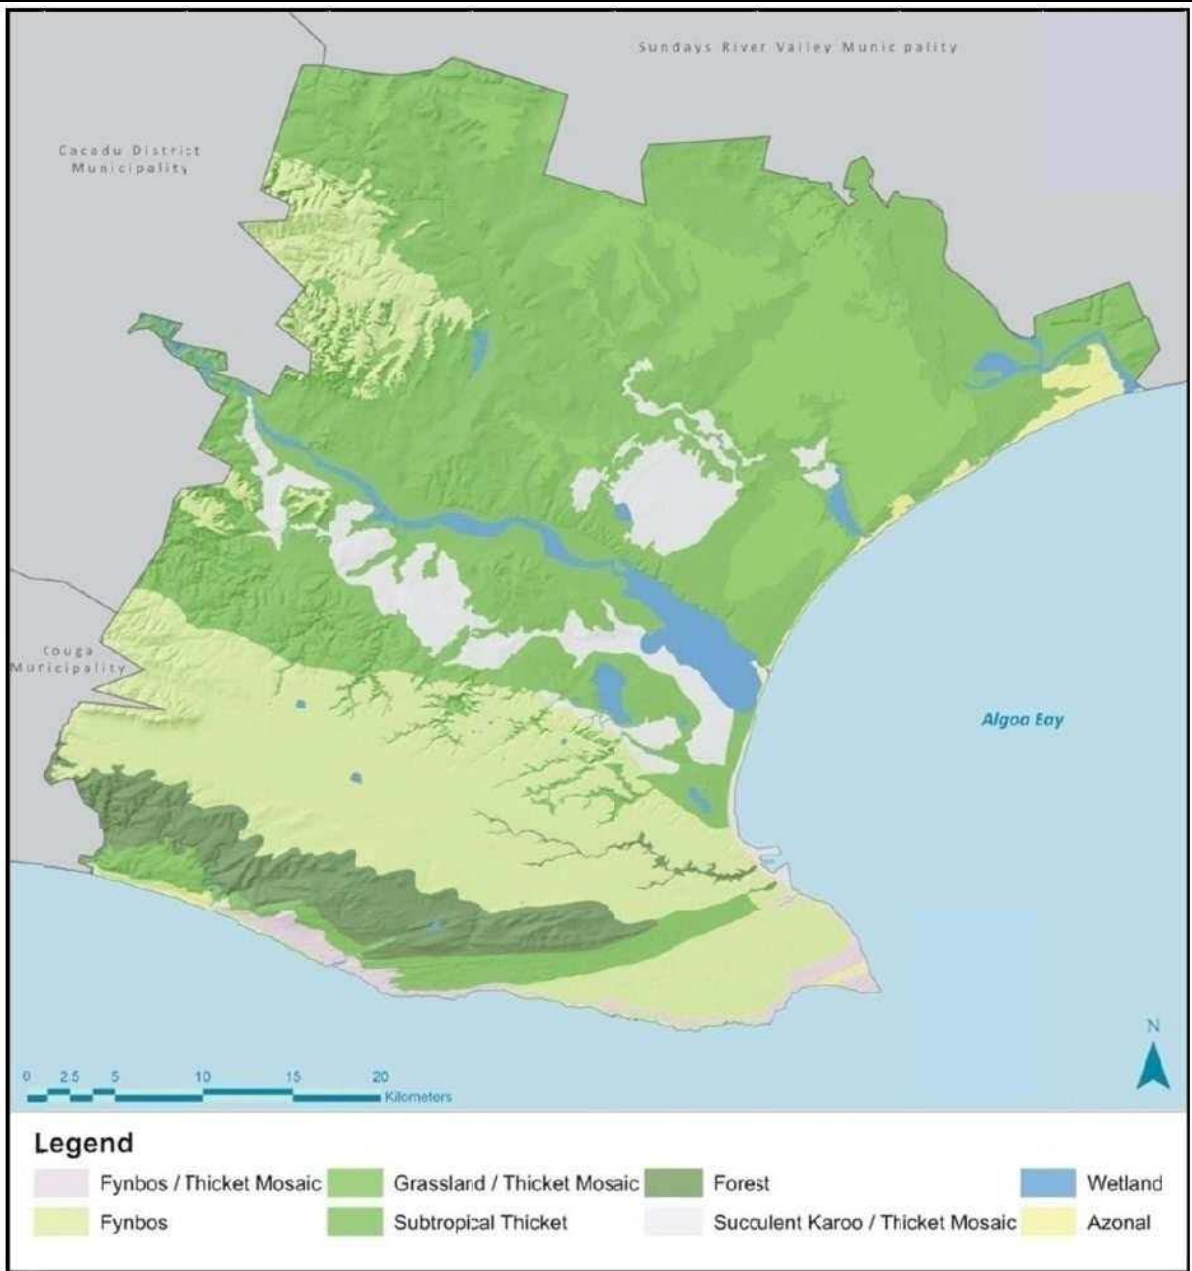 Sundays River Valley Munic pality
Cacadu District
Municipality
Couga
Municipality
Algoa Bay
N
0 2.5 5 10 15 20
Kilometers
Legend
Fynbos / Thicket Mosaic
Grassland / Thicket Mosaic
Forest
Wetland
Fynbos
Subtropical Thicket
Succulent Karoo / Thicket Mosaic
Azonal